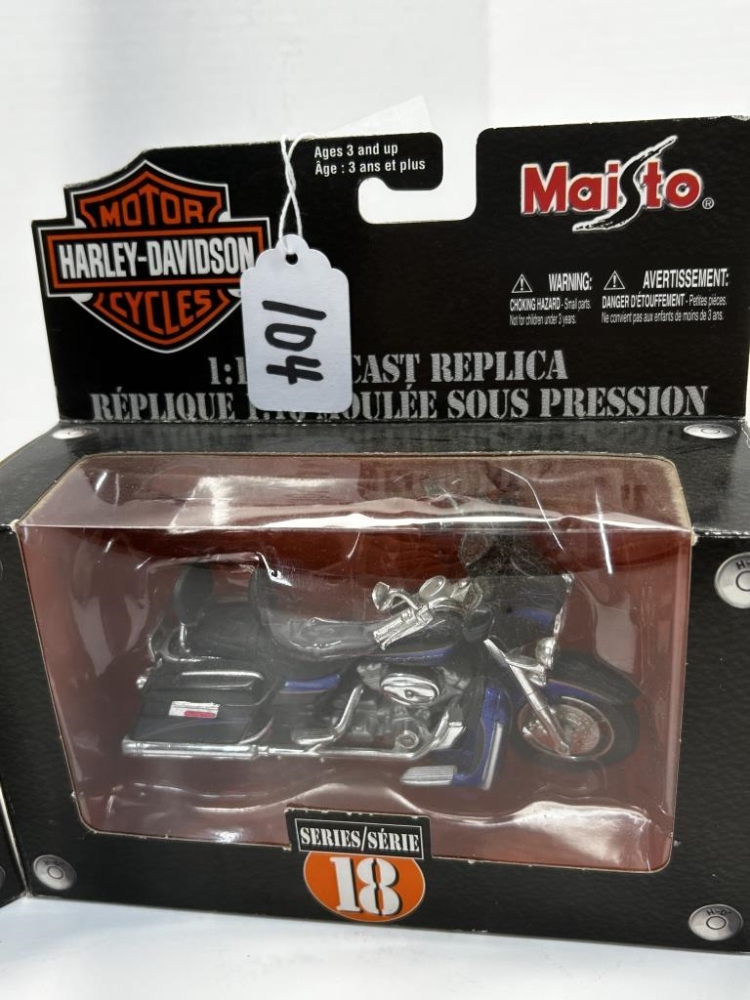 Ages 3 and up
Âge : 3 ans et plus
Maisto®
MOTOR
HARLEY-DAVIDSON
CYCLES
104
WARNING:
CHOKING HAZARD - Small parts.
Not for children under 3 years.
AVERTISSEMENT:
DANGER D'ÉTOUFFEMENT - Petites pièces.
Ne convient pas aux enfants de moins de 3 ans.
CAST REPLICA
RÉPLIQUE MOULÉE SOUS PRESSION
SERIES/SÉRIE
18